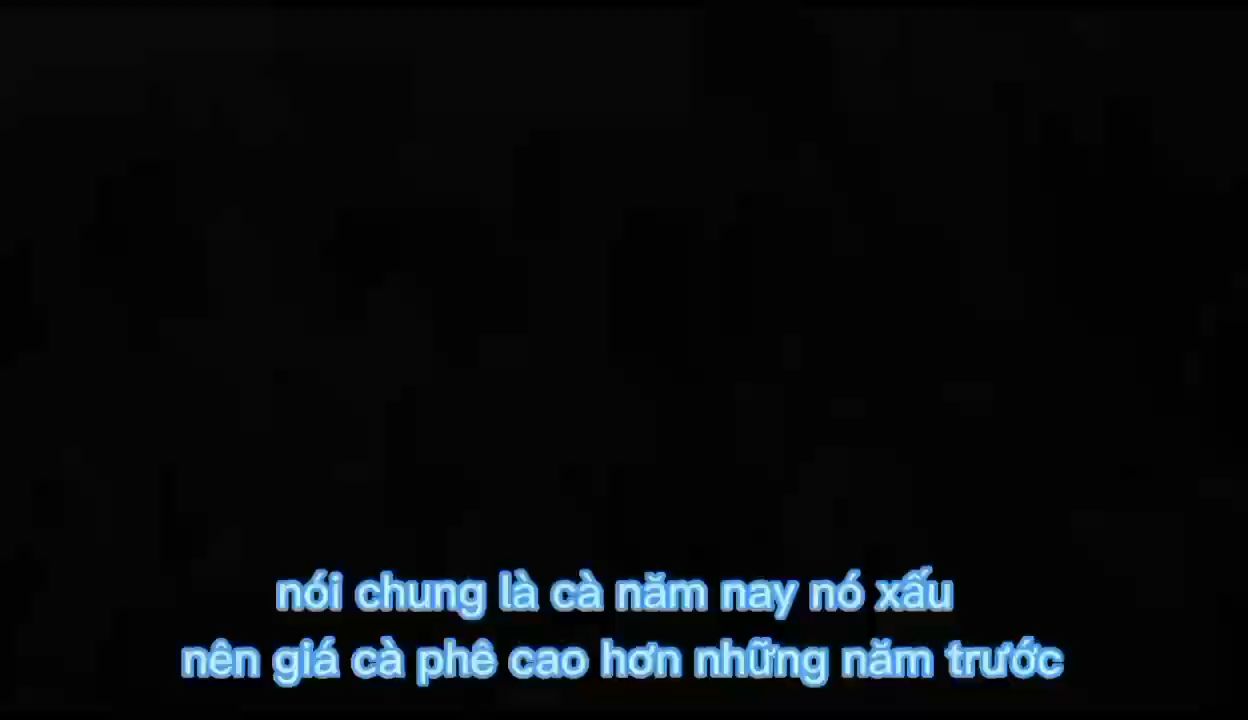 nói chung là cà năm nay nó xấu
nên giá cà phê cao hơn những năm trước